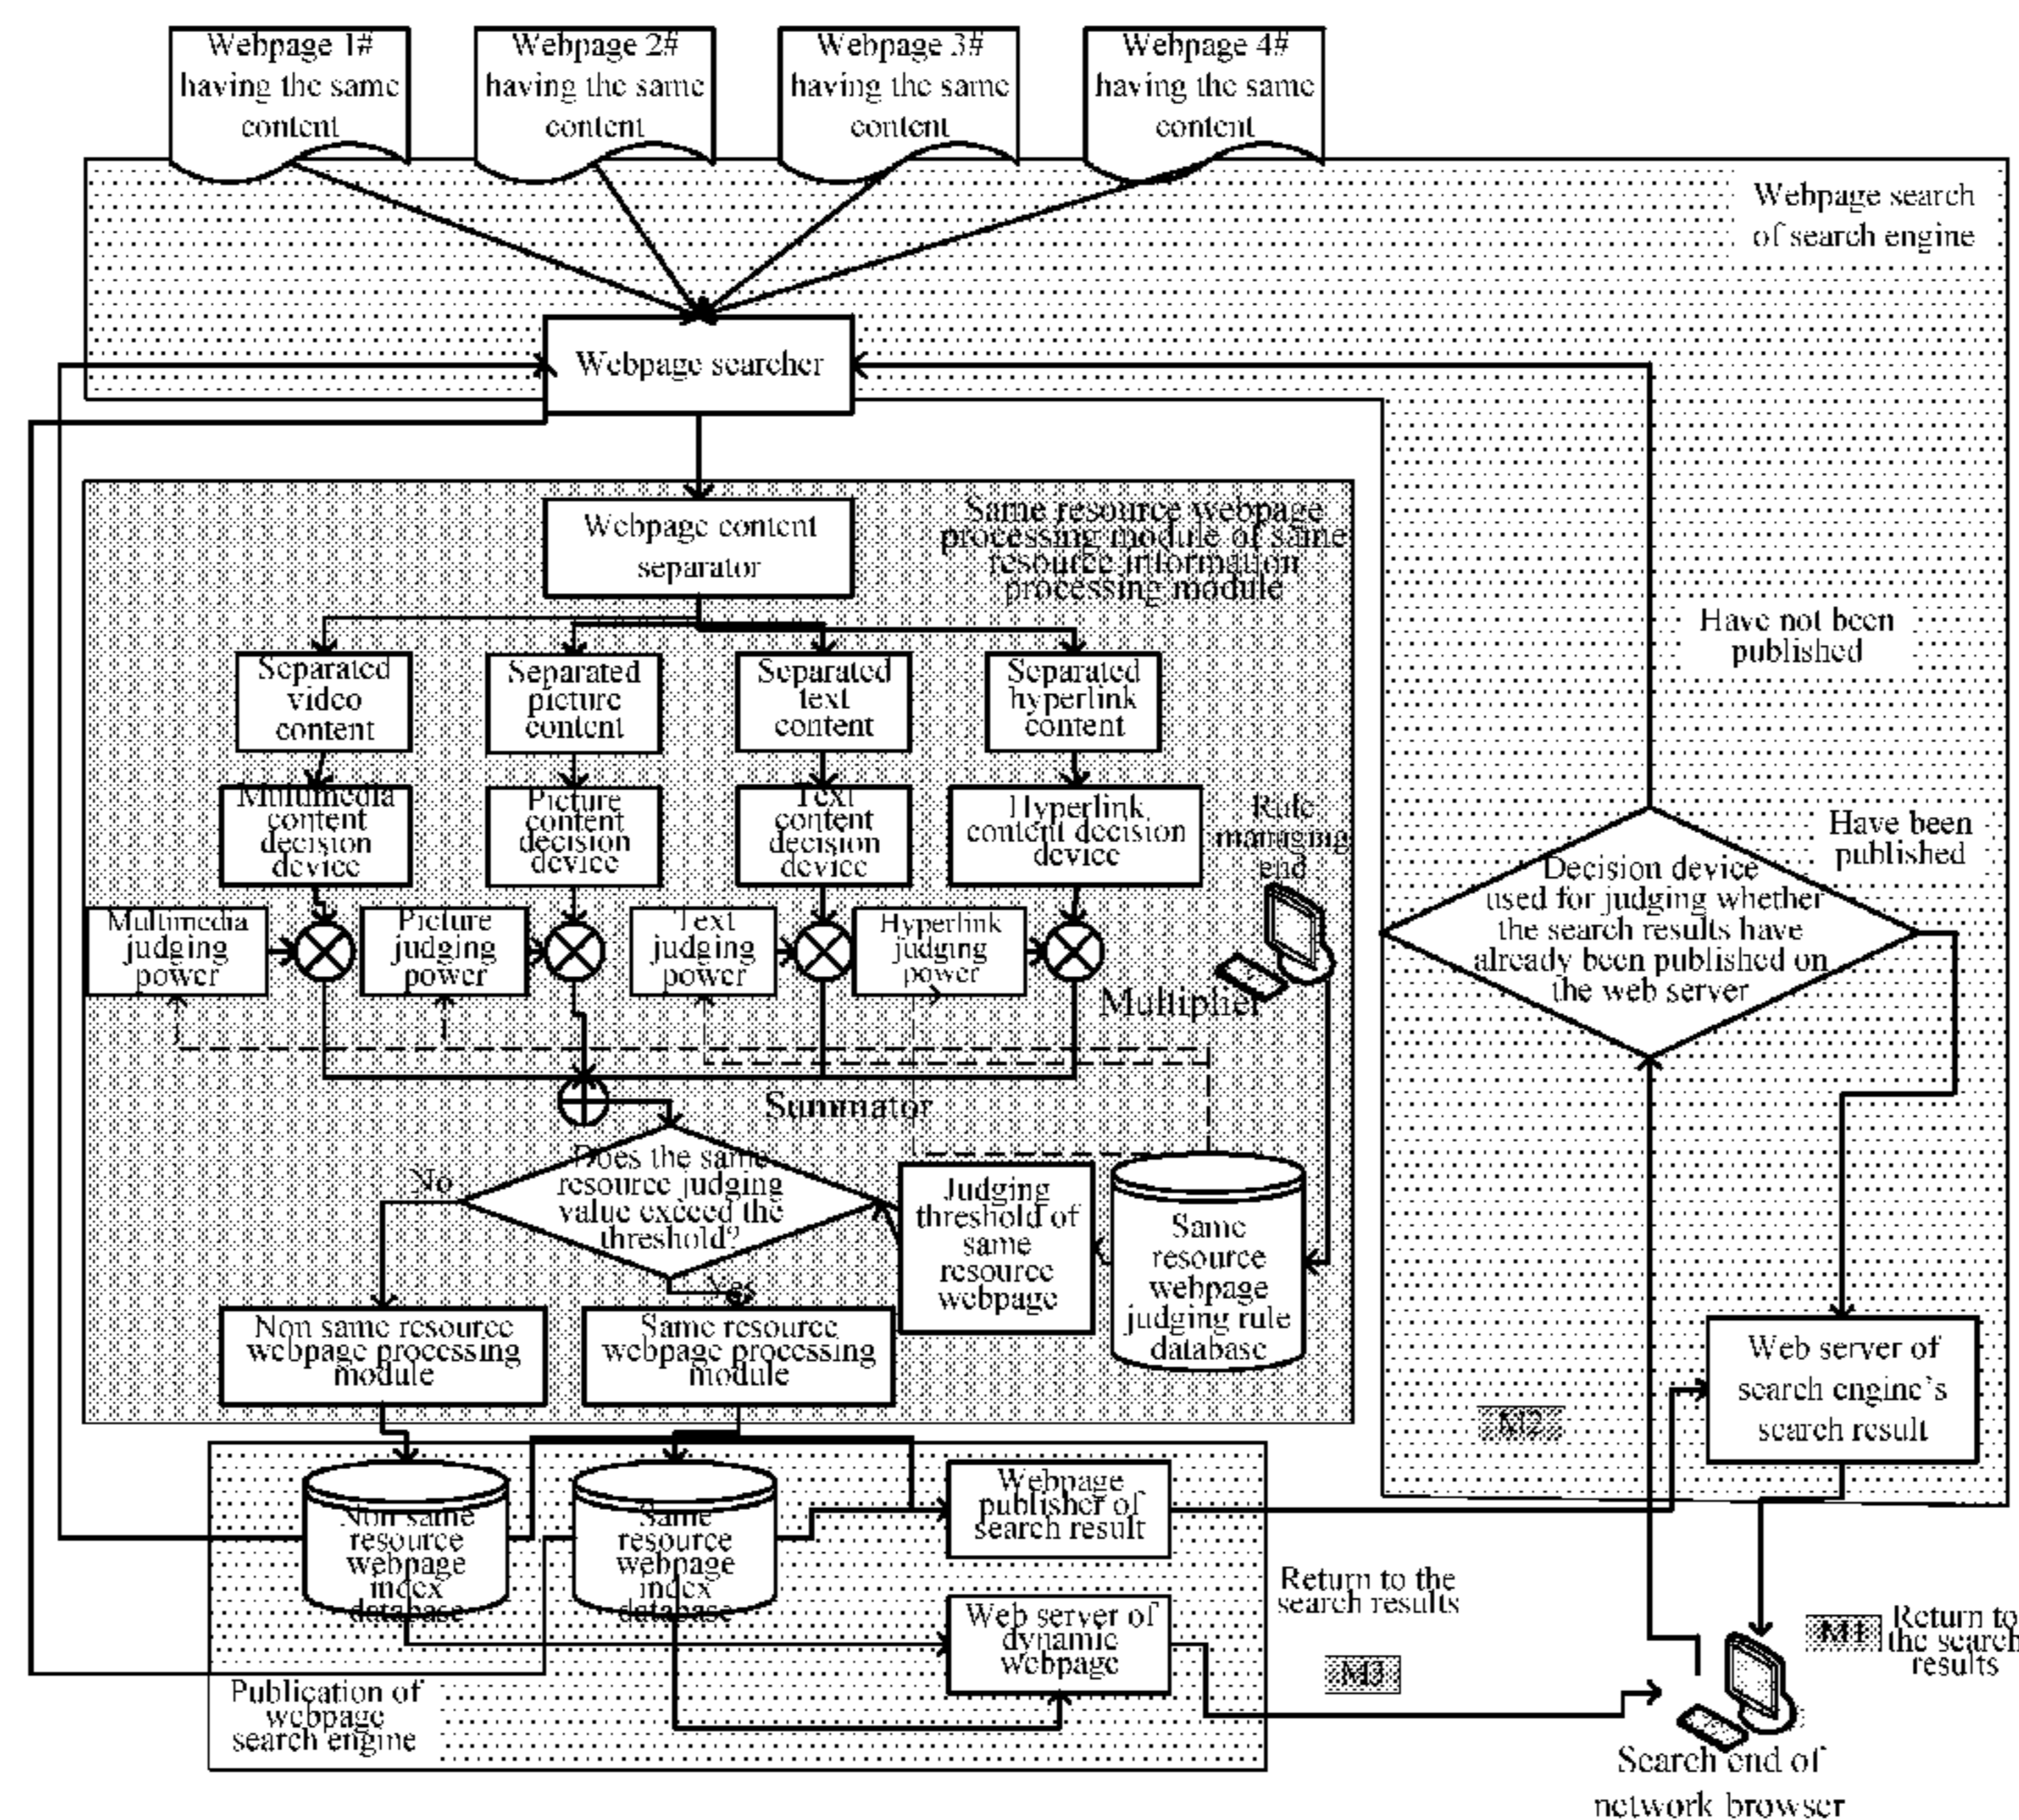 Webpage 1#
having the same
content
Webpage 2#
having the same
content
Webpage 3#
having the same
content
Webpage 4#
having the same
content
Webpage search
of search engine
Webpage searcher
Webpage content
separator
Same resource webpage
processing module of same
resource information
processing module
Separated
video
content
Separated
picture
content
Separated
text
content
Separated
hyperlink
content
Have not been
published
Multimedia
content
decision
device
Picture
content
decision
device
Text
content
decision
device
Hyperlink
content decision
device
Rule
managing
end
Have been
published
Decision device
used for judging whether
the search results have
already been published on
the web server
Multimedia
judging
power
Picture
judging
power
Text
judging
power
Hyperlink
judging
power
Multiplier
Summator
Does the same
resource judging
value exceed the
threshold?
No
Yes
Judging
threshold of
same
resource
webpage
Same
resource
webpage
judging rule
database
Non same resource
webpage processing
module
Same resource
webpage processing
module
Web server of
search engine's
search result
M2
Non same
resource
webpage
index
database
Same
resource
webpage
index
database
Webpage
publisher of
search result
Web server of
dynamic
webpage
Return to the
search results
M3
M1
Return to
the search
results
Publication of
webpage
search engine
Search end of
network browser